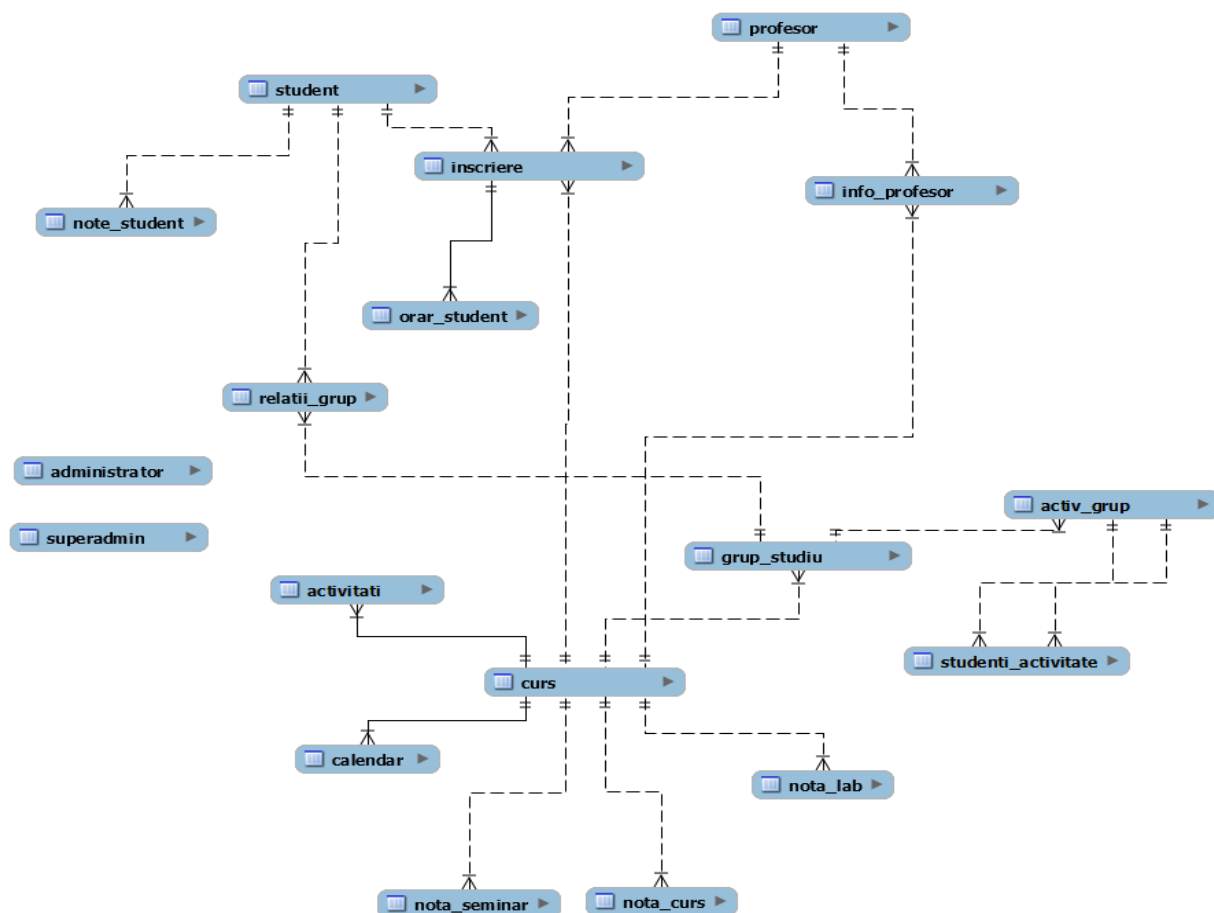 profesor
student
inscriere
info_profesor
note_student
orar_student
relatii_grup
administrator
activ_grup
superadmin
grup_studiu
activitati
studenti_activitate
curs
calendar
nota_lab
nota_seminar
nota_curs